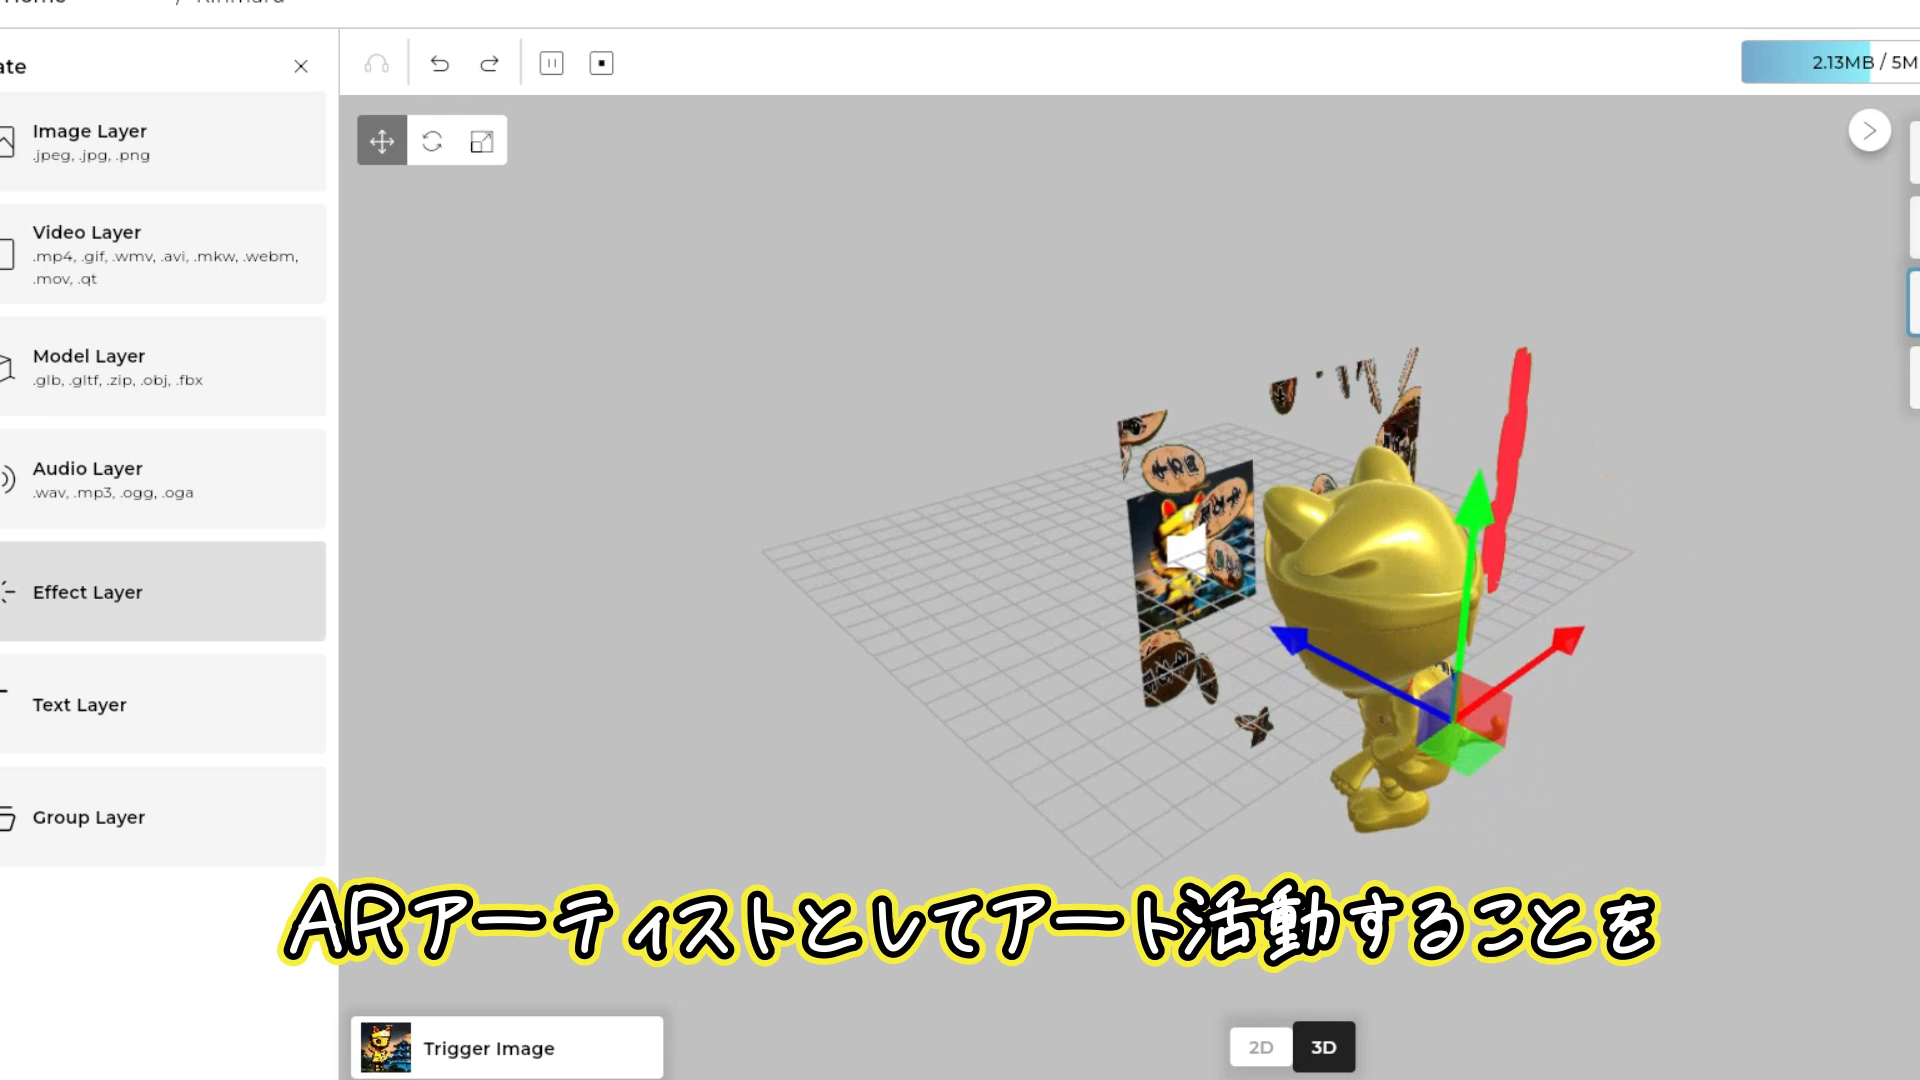 2.13MB / 5M
ate
Image Layer
.jpeg, .jpg, .png
Video Layer
.mp4, .gif, .wmv, .avi, .mkw, .webm,
.mov, .qt
Model Layer
.glb, .gltf, .zip, .obj, .fbx
Audio Layer
.wav, .mp3, .ogg, .oga
Effect Layer
Text Layer
Group Layer
ARアーティストとしてアート活動することを
Trigger Image
2D
3D